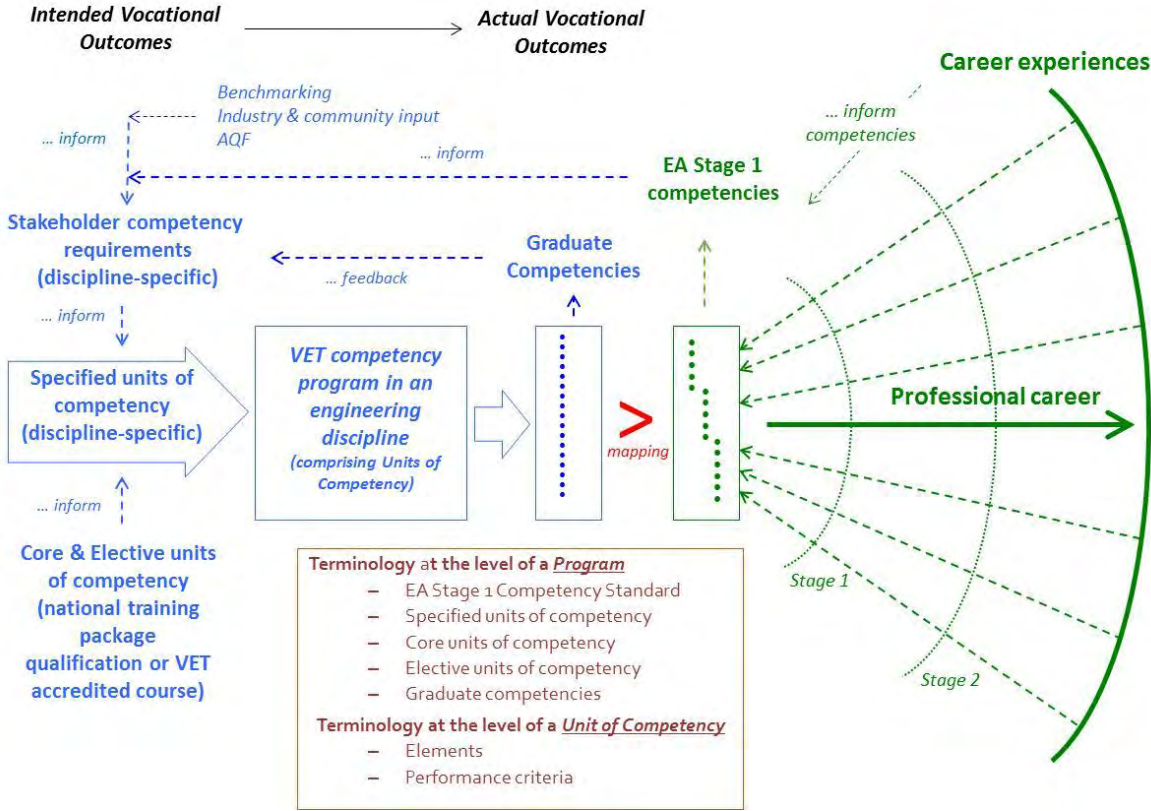 Intended Vocational
Outcomes
Actual Vocational
Outcomes
Career experiences
Benchmarking
Industry & community input
AQF
... inform
... inform
... inform
competencies
EA Stage 1
competencies
Stakeholder competency
requirements
(discipline-specific)
Graduate
Competencies
... feedback
... inform
Specified units of
competency
(discipline-specific)
VET competency
program in an
engineering
discipline
(comprising Units of
Competency)
>
mapping
Professional career
... inform
Core & Elective units
of competency
(national training
package
qualification or VET
accredited course)
Terminology at the level of a Program
– EA Stage 1 Competency Standard
– Specified units of competency
– Core units of competency
– Elective units of competency
– Graduate competencies
Terminology at the level of a Unit of Competency
– Elements
– Performance criteria
Stage 1
Stage 2